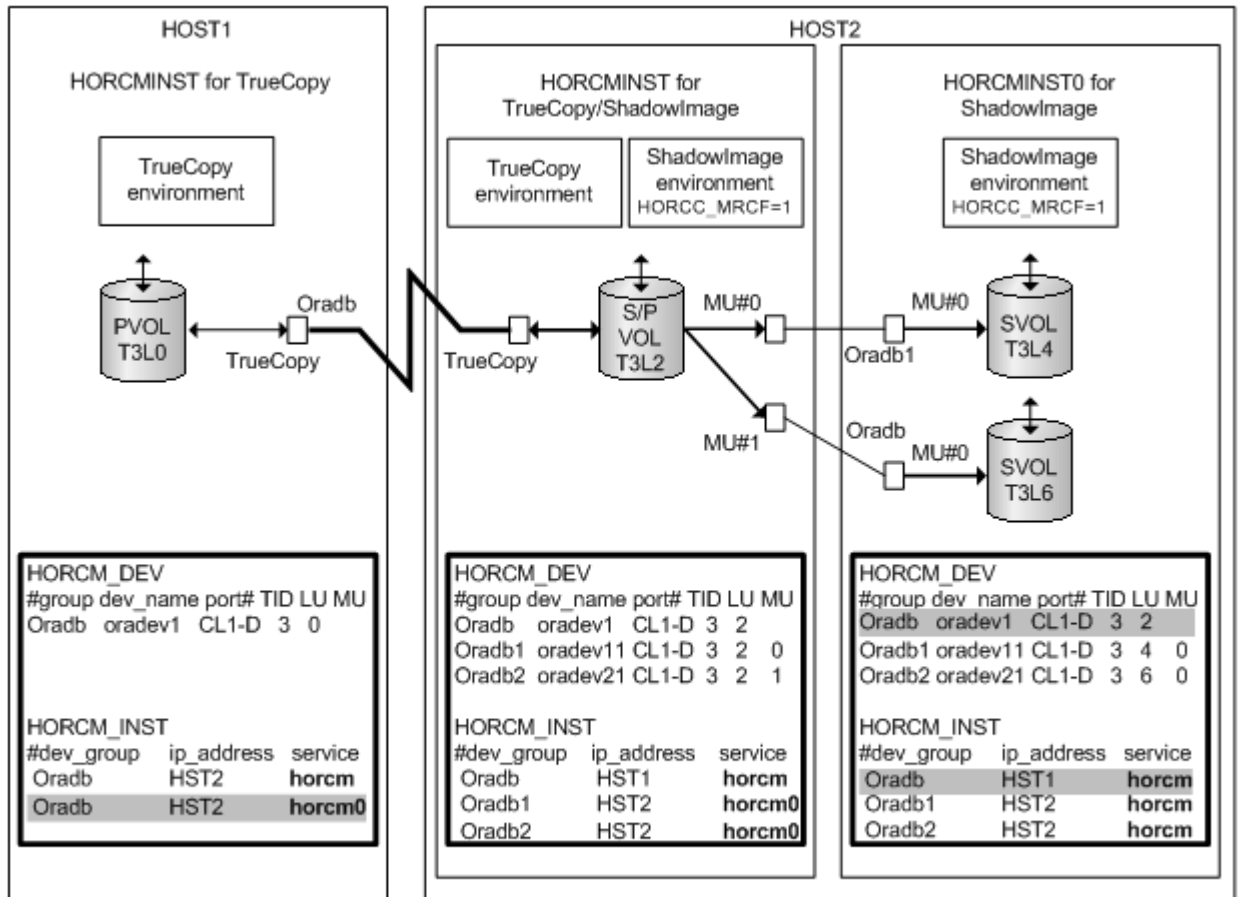 HOST1
HORCMINST for TrueCopy
TrueCopy
environment
PVOL
T3L0
Oradb
TrueCopy
HORCM_DEV
#group dev_name port# TID LU MU
Oradb oradev1 CL1-D 3 0
HORCM_INST
#dev_group ip_address service
Oradb HST2 horcm
Oradb HST2 horcm0
HOST2
HORCMINST for
TrueCopy/ShadowImage
TrueCopy
environment
ShadowImage
environment
HORCC_MRCF=1
TrueCopy
S/P
VOL
T3L2
MU#0
MU#1
HORCM_DEV
#group dev_name port# TID LU MU
Oradb oradev1 CL1-D 3 2
Oradb1 oradev11 CL1-D 3 2 0
Oradb2 oradev21 CL1-D 3 2 1
HORCM_INST
#dev_group ip_address service
Oradb HST1 horcm
Oradb1 HST2 horcm0
Oradb2 HST2 horcm0
HORCMINST0 for
ShadowImage
ShadowImage
environment
HORCC_MRCF=1
MU#0
Oradb1
SVOL
T3L4
Oradb
MU#0
SVOL
T3L6
HORCM_DEV
#group dev_name port# TID LU MU
Oradb oradev1 CL1-D 3 2
Oradb1 oradev11 CL1-D 3 4 0
Oradb2 oradev21 CL1-D 3 6 0
HORCM_INST
#dev_group ip_address service
Oradb HST1 horcm
Oradb1 HST2 horcm
Oradb2 HST2 horcm